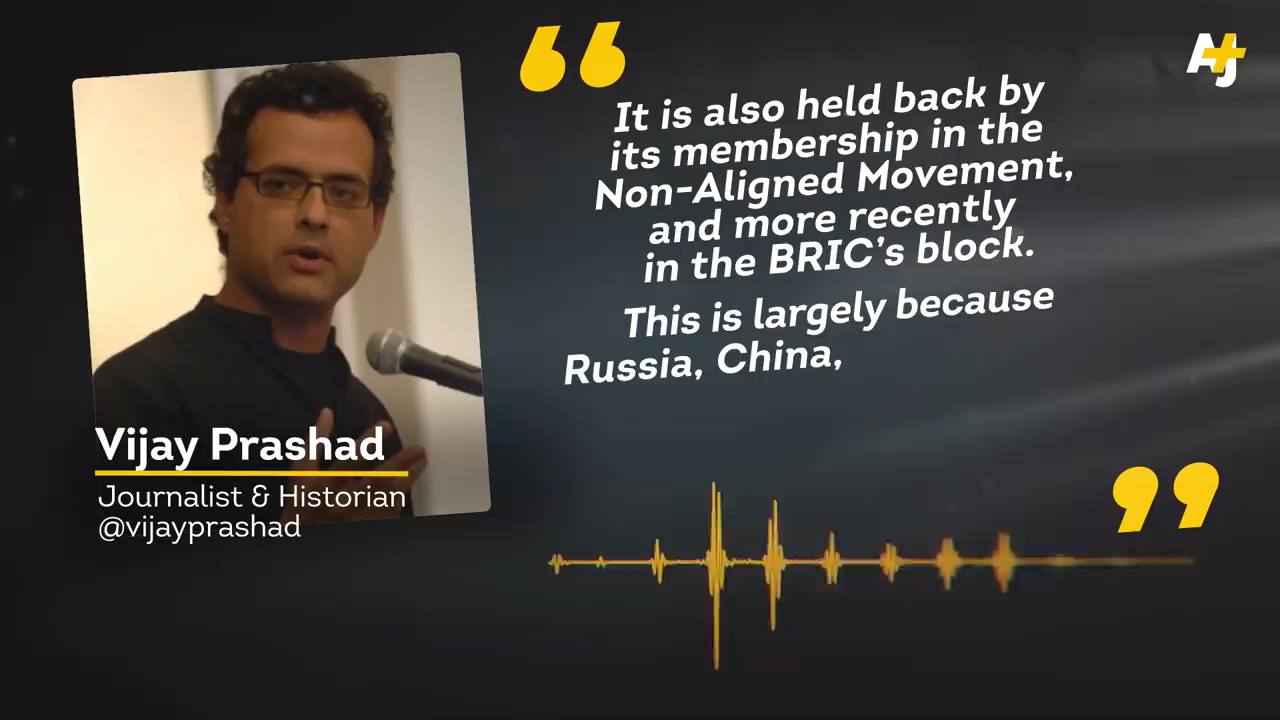 It is also held back by
its membership in the
Non-Aligned Movement,
and more recently
in the BRIC's block.
This is largely because
Russia, China,
Vijay Prashad
Journalist & Historian
@vijayprashad
AJ+